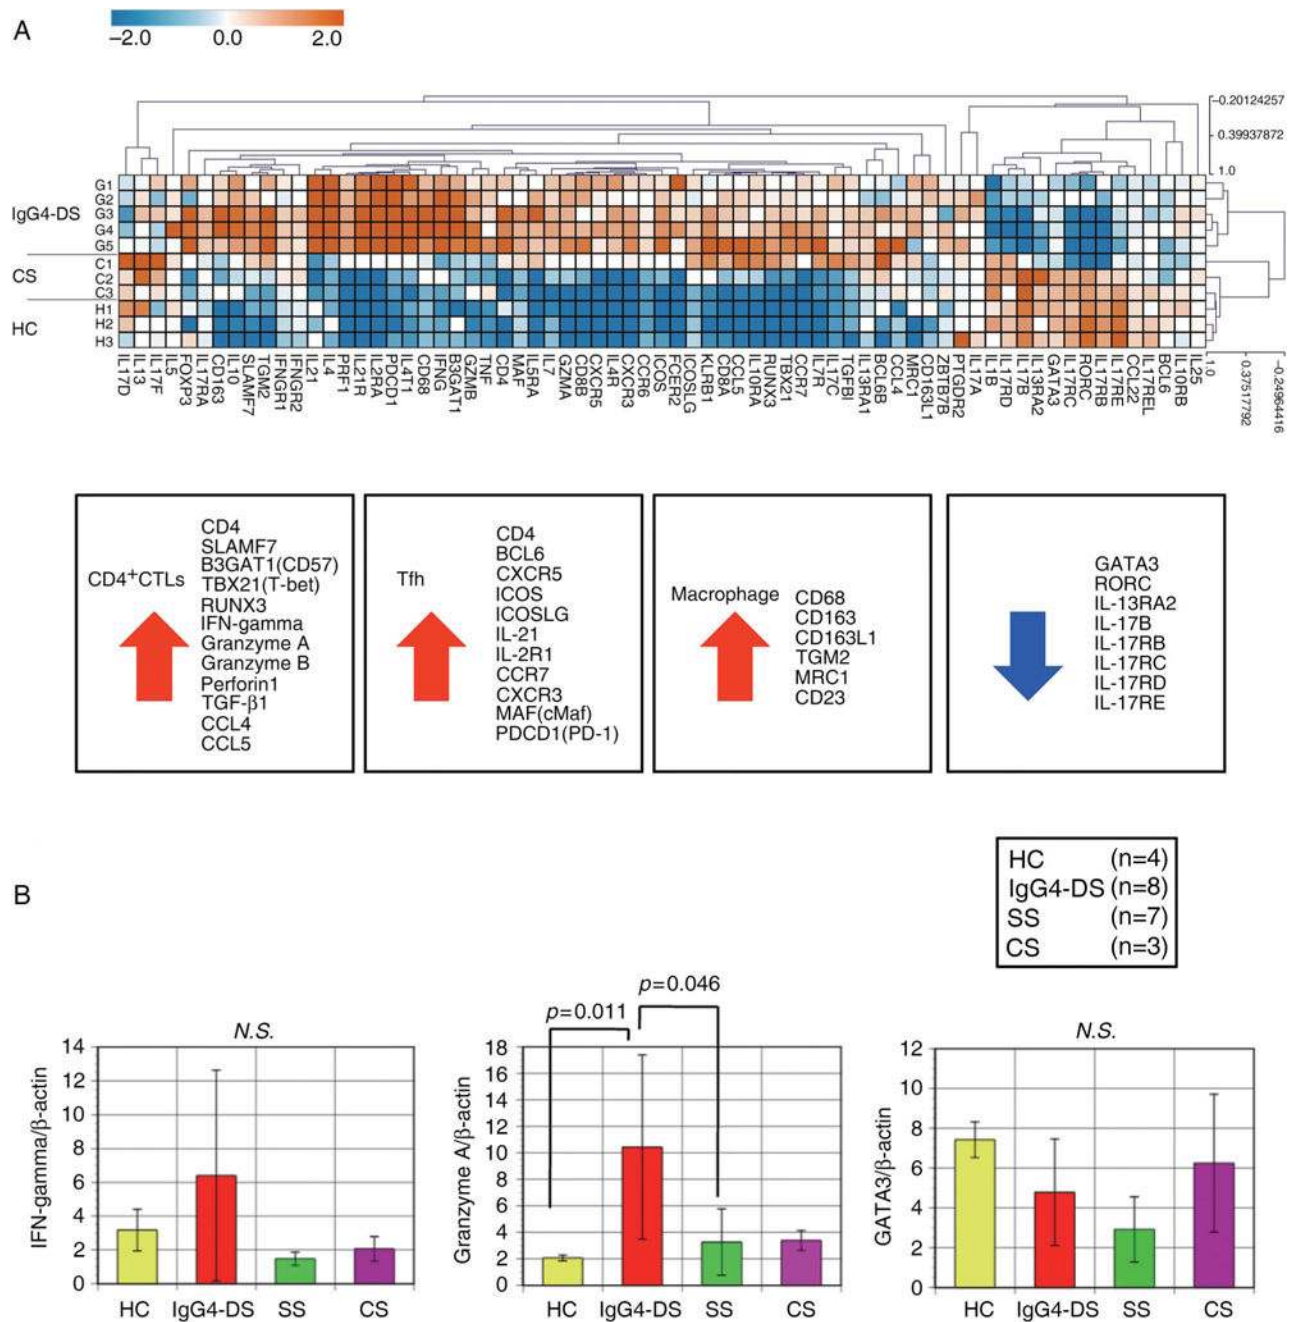 A
−2.0 0.0 2.0
−0.20124257
0.39937872
1.0
IgG4-DS
CS
HC
G1
G2
G3
G4
G5
C1
C2
C3
H1
H2
H3
IL17D
IL13
IL17F
IL5
FOXP3
IL17RA
CD163
IL10
SLAMF7
TGM2
IFNGR1
IFNGR2
IL21
IL4
PRF1
IL21R
IL2RA
PDCD1
IL4T1
CD68
IFNG
B3GAT1
GZMB
TNF
CD4
MAF
IL5RA
IL7
GZMA
CD8B
CXCR5
IL4R
CXCR3
CCR6
ICOS
FCER2
ICOSLG
KLRB1
CD8A
CCL5
IL10RA
RUNX3
TBX21
CCR7
IL7R
IL17C
TGFBI
IL13RA1
BCL6B
CCL4
MRC1
CD163L1
ZBTB7B
PTGDR2
IL17A
IL1B
IL17RD
IL17B
IL13RA2
GATA3
IL17RC
RORC
IL17RB
IL17RE
CCL22
IL17REL
BCL6
IL10RB
IL25
1.0
0.37517792
−0.24964416
CD4+CTLs
CD4
SLAMF7
B3GAT1(CD57)
TBX21(T-bet)
RUNX3
IFN-gamma
Granzyme A
Granzyme B
Perforin1
TGF-β1
CCL4
CCL5
Tfh
CD4
BCL6
CXCR5
ICOS
ICOSLG
IL-21
IL-2R1
CCR7
CXCR3
MAF(cMaf)
PDCD1(PD-1)
Macrophage
CD68
CD163
CD163L1
TGM2
MRC1
CD23
GATA3
RORC
IL-13RA2
IL-17B
IL-17RB
IL-17RC
IL-17RD
IL-17RE
HC (n=4)
IgG4-DS (n=8)
SS (n=7)
CS (n=3)
B
N.S.
IFN-gamma/β-actin
14
12
10
8
6
4
2
0
HC IgG4-DS SS CS
p=0.046
p=0.011
Granzyme A/β-actin
18
16
14
12
10
8
6
4
2
0
HC IgG4-DS SS CS
N.S.
GATA3/β-actin
12
10
8
6
4
2
0
HC IgG4-DS SS CS